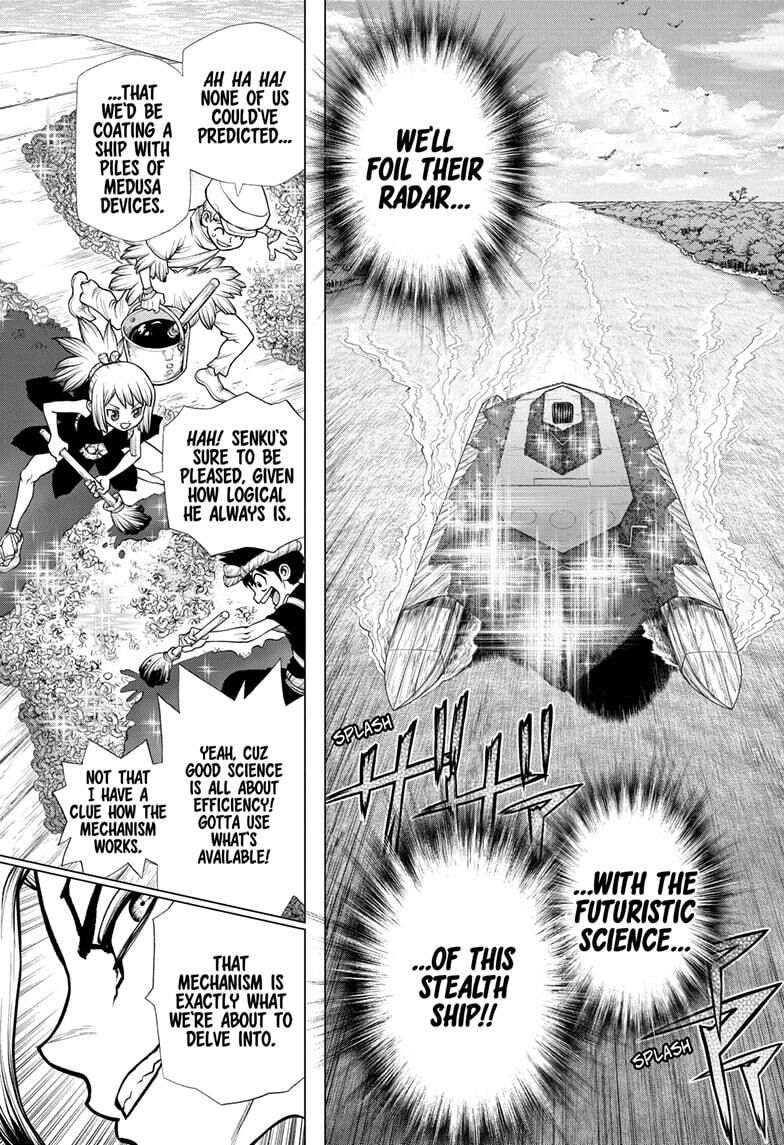 WE'LL
FOIL THEIR
RADAR...
SPLASH
ザザザ
...WITH THE
FUTURISTIC
SCIENCE...
...OF THIS
STEALTH
SHIP!!
SPLASH
AH HA HA!
NONE OF US
COULD'VE
PREDICTED...
...THAT
WE'D BE
COATING A
SHIP WITH
PILES OF
MEDUSA
DEVICES.
HAH! SENKU'S
SURE TO BE
PLEASED, GIVEN
HOW LOGICAL
HE ALWAYS IS.
YEAH, CUZ
GOOD SCIENCE
IS ALL ABOUT
EFFICIENCY!
GOTTA USE
WHAT'S
AVAILABLE!
NOT THAT
I HAVE A
CLUE HOW THE
MECHANISM
WORKS.
THAT
MECHANISM IS
EXACTLY WHAT
WE'RE ABOUT TO
DELVE INTO.